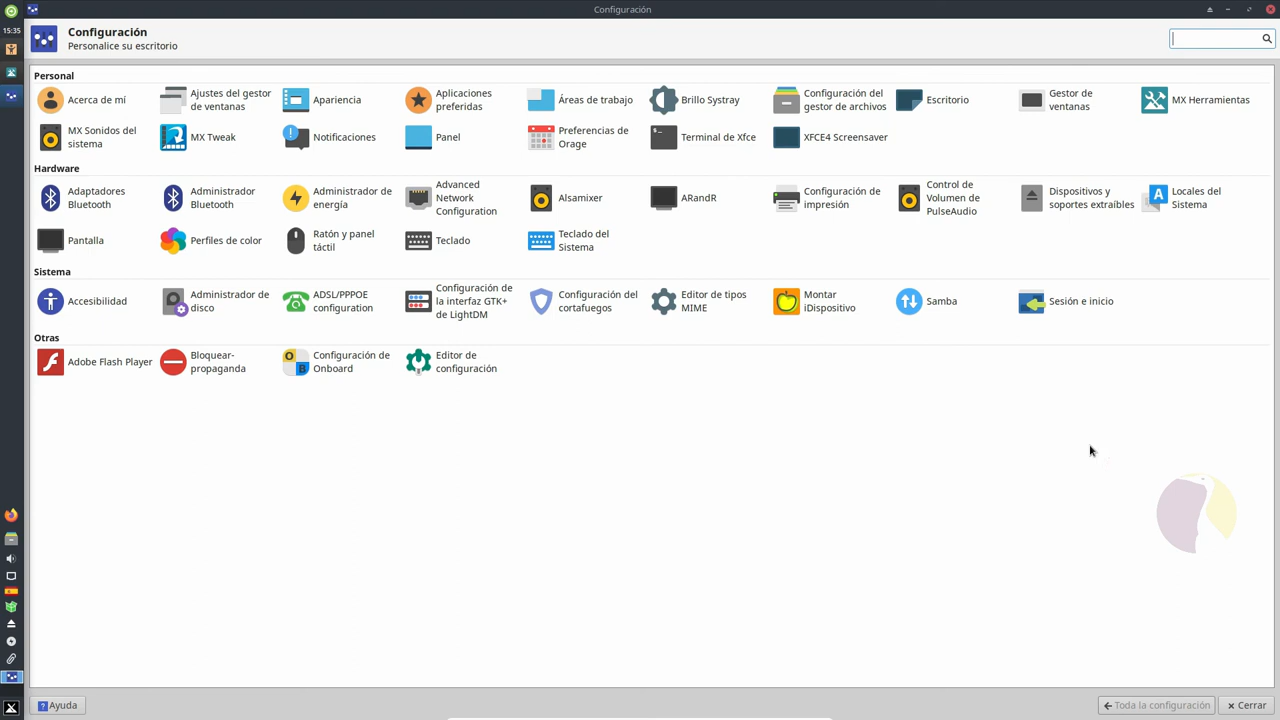 Configuración
15:35
Configuración
Personalice su escritorio
Personal
Acerca de mí
Ajustes del gestor
de ventanas
Apariencia
Aplicaciones
preferidas
Áreas de trabajo
Brillo Systray
Configuración del
gestor de archivos
Escritorio
Gestor de
ventanas
MX Herramientas
MX Sonidos del
sistema
MX Tweak
Notificaciones
Panel
Preferencias de
Orage
Terminal de Xfce
XFCE4 Screensaver
Hardware
Adaptadores
Bluetooth
Administrador
Bluetooth
Administrador de
energía
Advanced
Network
Configuration
Alsamixer
ARandR
Configuración de
impresión
Control de
Volumen de
PulseAudio
Dispositivos y
soportes extraíbles
Locales del
Sistema
Pantalla
Perfiles de color
Ratón y panel
táctil
Teclado
Teclado del
Sistema
Sistema
Accesibilidad
Administrador de
disco
ADSL/PPPOE
configuration
Configuración de
la interfaz GTK+
de LightDM
Configuración del
cortafuegos
Editor de tipos
MIME
Montar
iDispositivo
Samba
Sesión e inicio
Otras
Adobe Flash Player
Bloquear-
propaganda
Configuración de
Onboard
Editor de
configuración
Ayuda
Toda la configuración
Cerrar